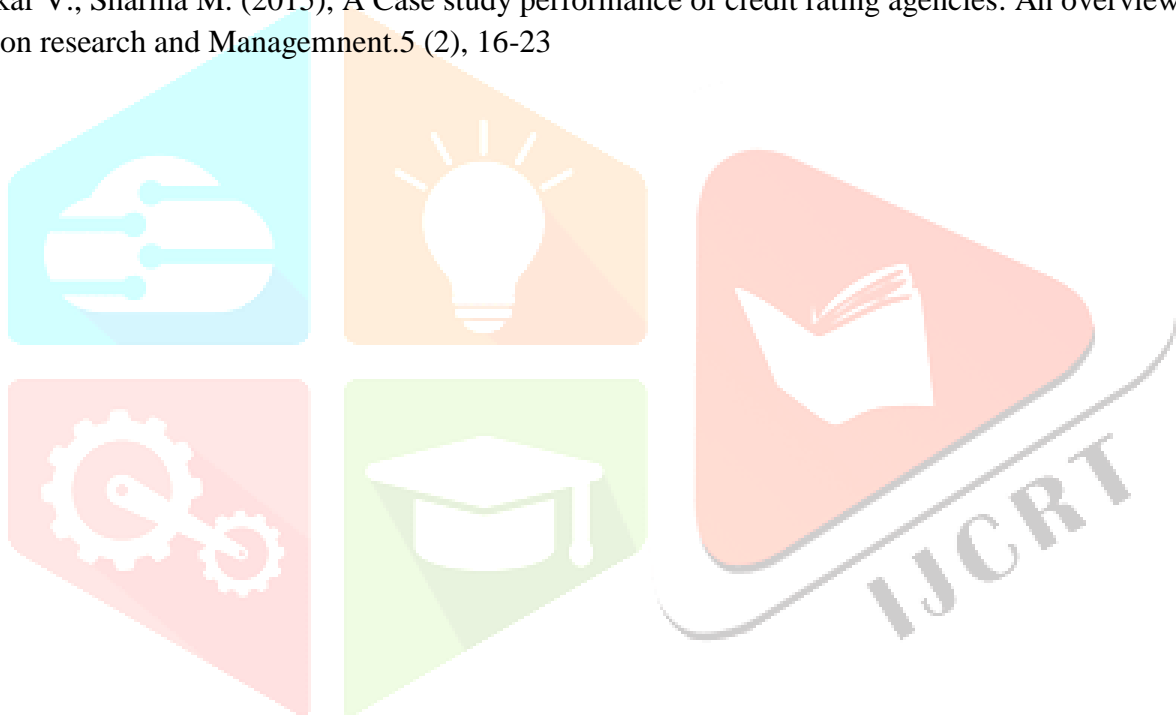 kar V., Sharma M. (2015), A Case study performance of credit rating agencies: An overview
on research and Managemnent.5 (2), 16-23
IJCRT